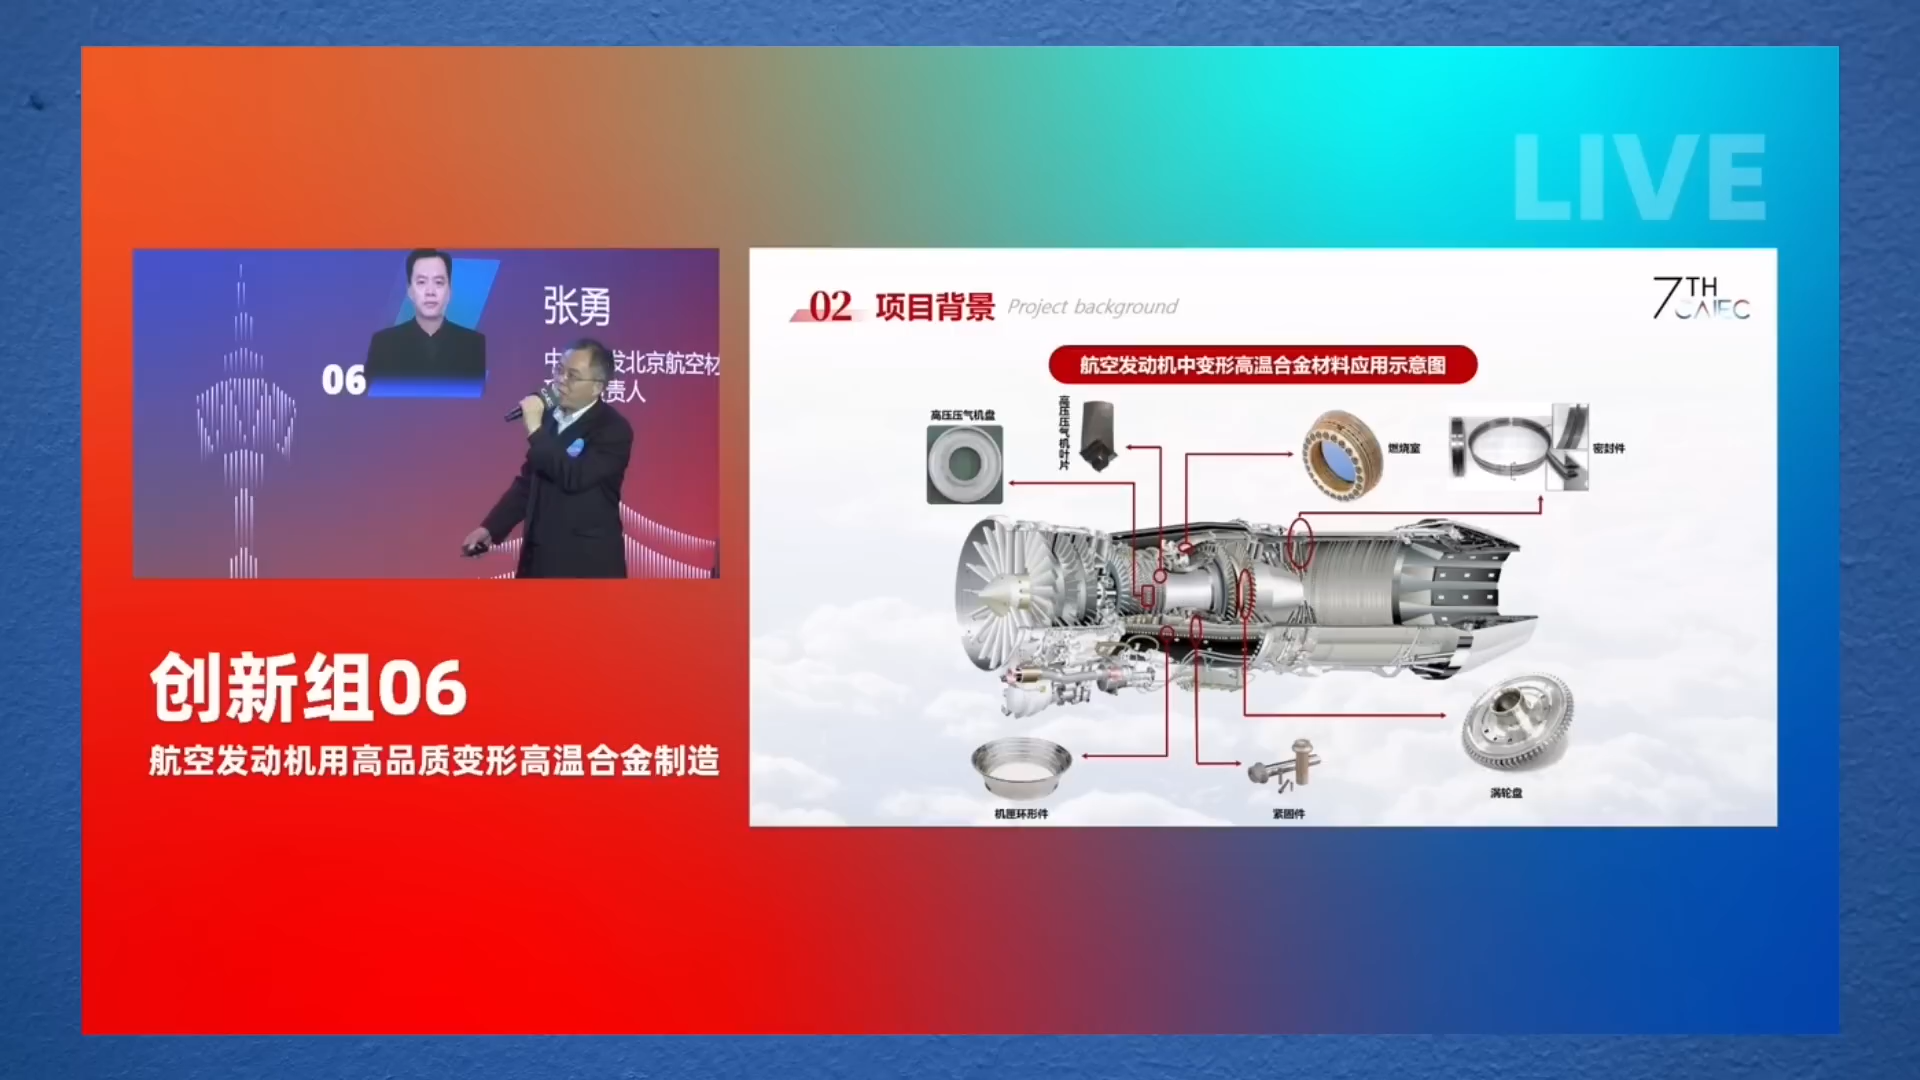 LIVE
06
张勇
中
发北京航空材
责人
创新组06
航空发动机用高品质变形高温合金制造
02 项目背景 Project background
7TH
CAIEC
航空发动机中变形高温合金材料应用示意图
高压压气机盘
高压压气机叶片
燃烧室
密封件
机匣环形件
紧固件
涡轮盘